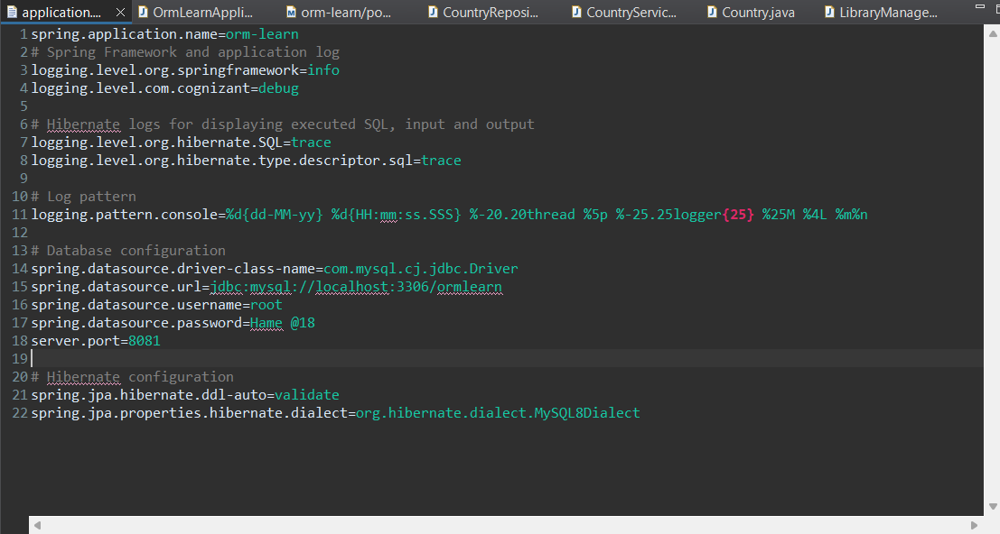 application....
OrmLearnAppli...
orm-learn/po...
CountryReposi...
CountryServic...
Country.java
LibraryManage...
1 spring.application.name=orm-learn
2 # Spring Framework and application log
3 logging.level.org.springframework=info
4 logging.level.com.cognizant=debug
5
6 # Hibernate logs for displaying executed SQL, input and output
7 logging.level.org.hibernate.SQL=trace
8 logging.level.org.hibernate.type.descriptor.sql=trace
9
10 # Log pattern
11 logging.pattern.console=%d{dd-MM-yy} %d{HH:mm:ss.SSS} %-20.20thread %5p %-25.25logger{25} %25M %4L %m%n
12
13 # Database configuration
14 spring.datasource.driver-class-name=com.mysql.cj.jdbc.Driver
15 spring.datasource.url=jdbc:mysql://localhost:3306/ormlearn
16 spring.datasource.username=root
17 spring.datasource.password=Hame @18
18 server.port=8081
19
20 # Hibernate configuration
21 spring.jpa.hibernate.ddl-auto=validate
22 spring.jpa.properties.hibernate.dialect=org.hibernate.dialect.MySQL8Dialect